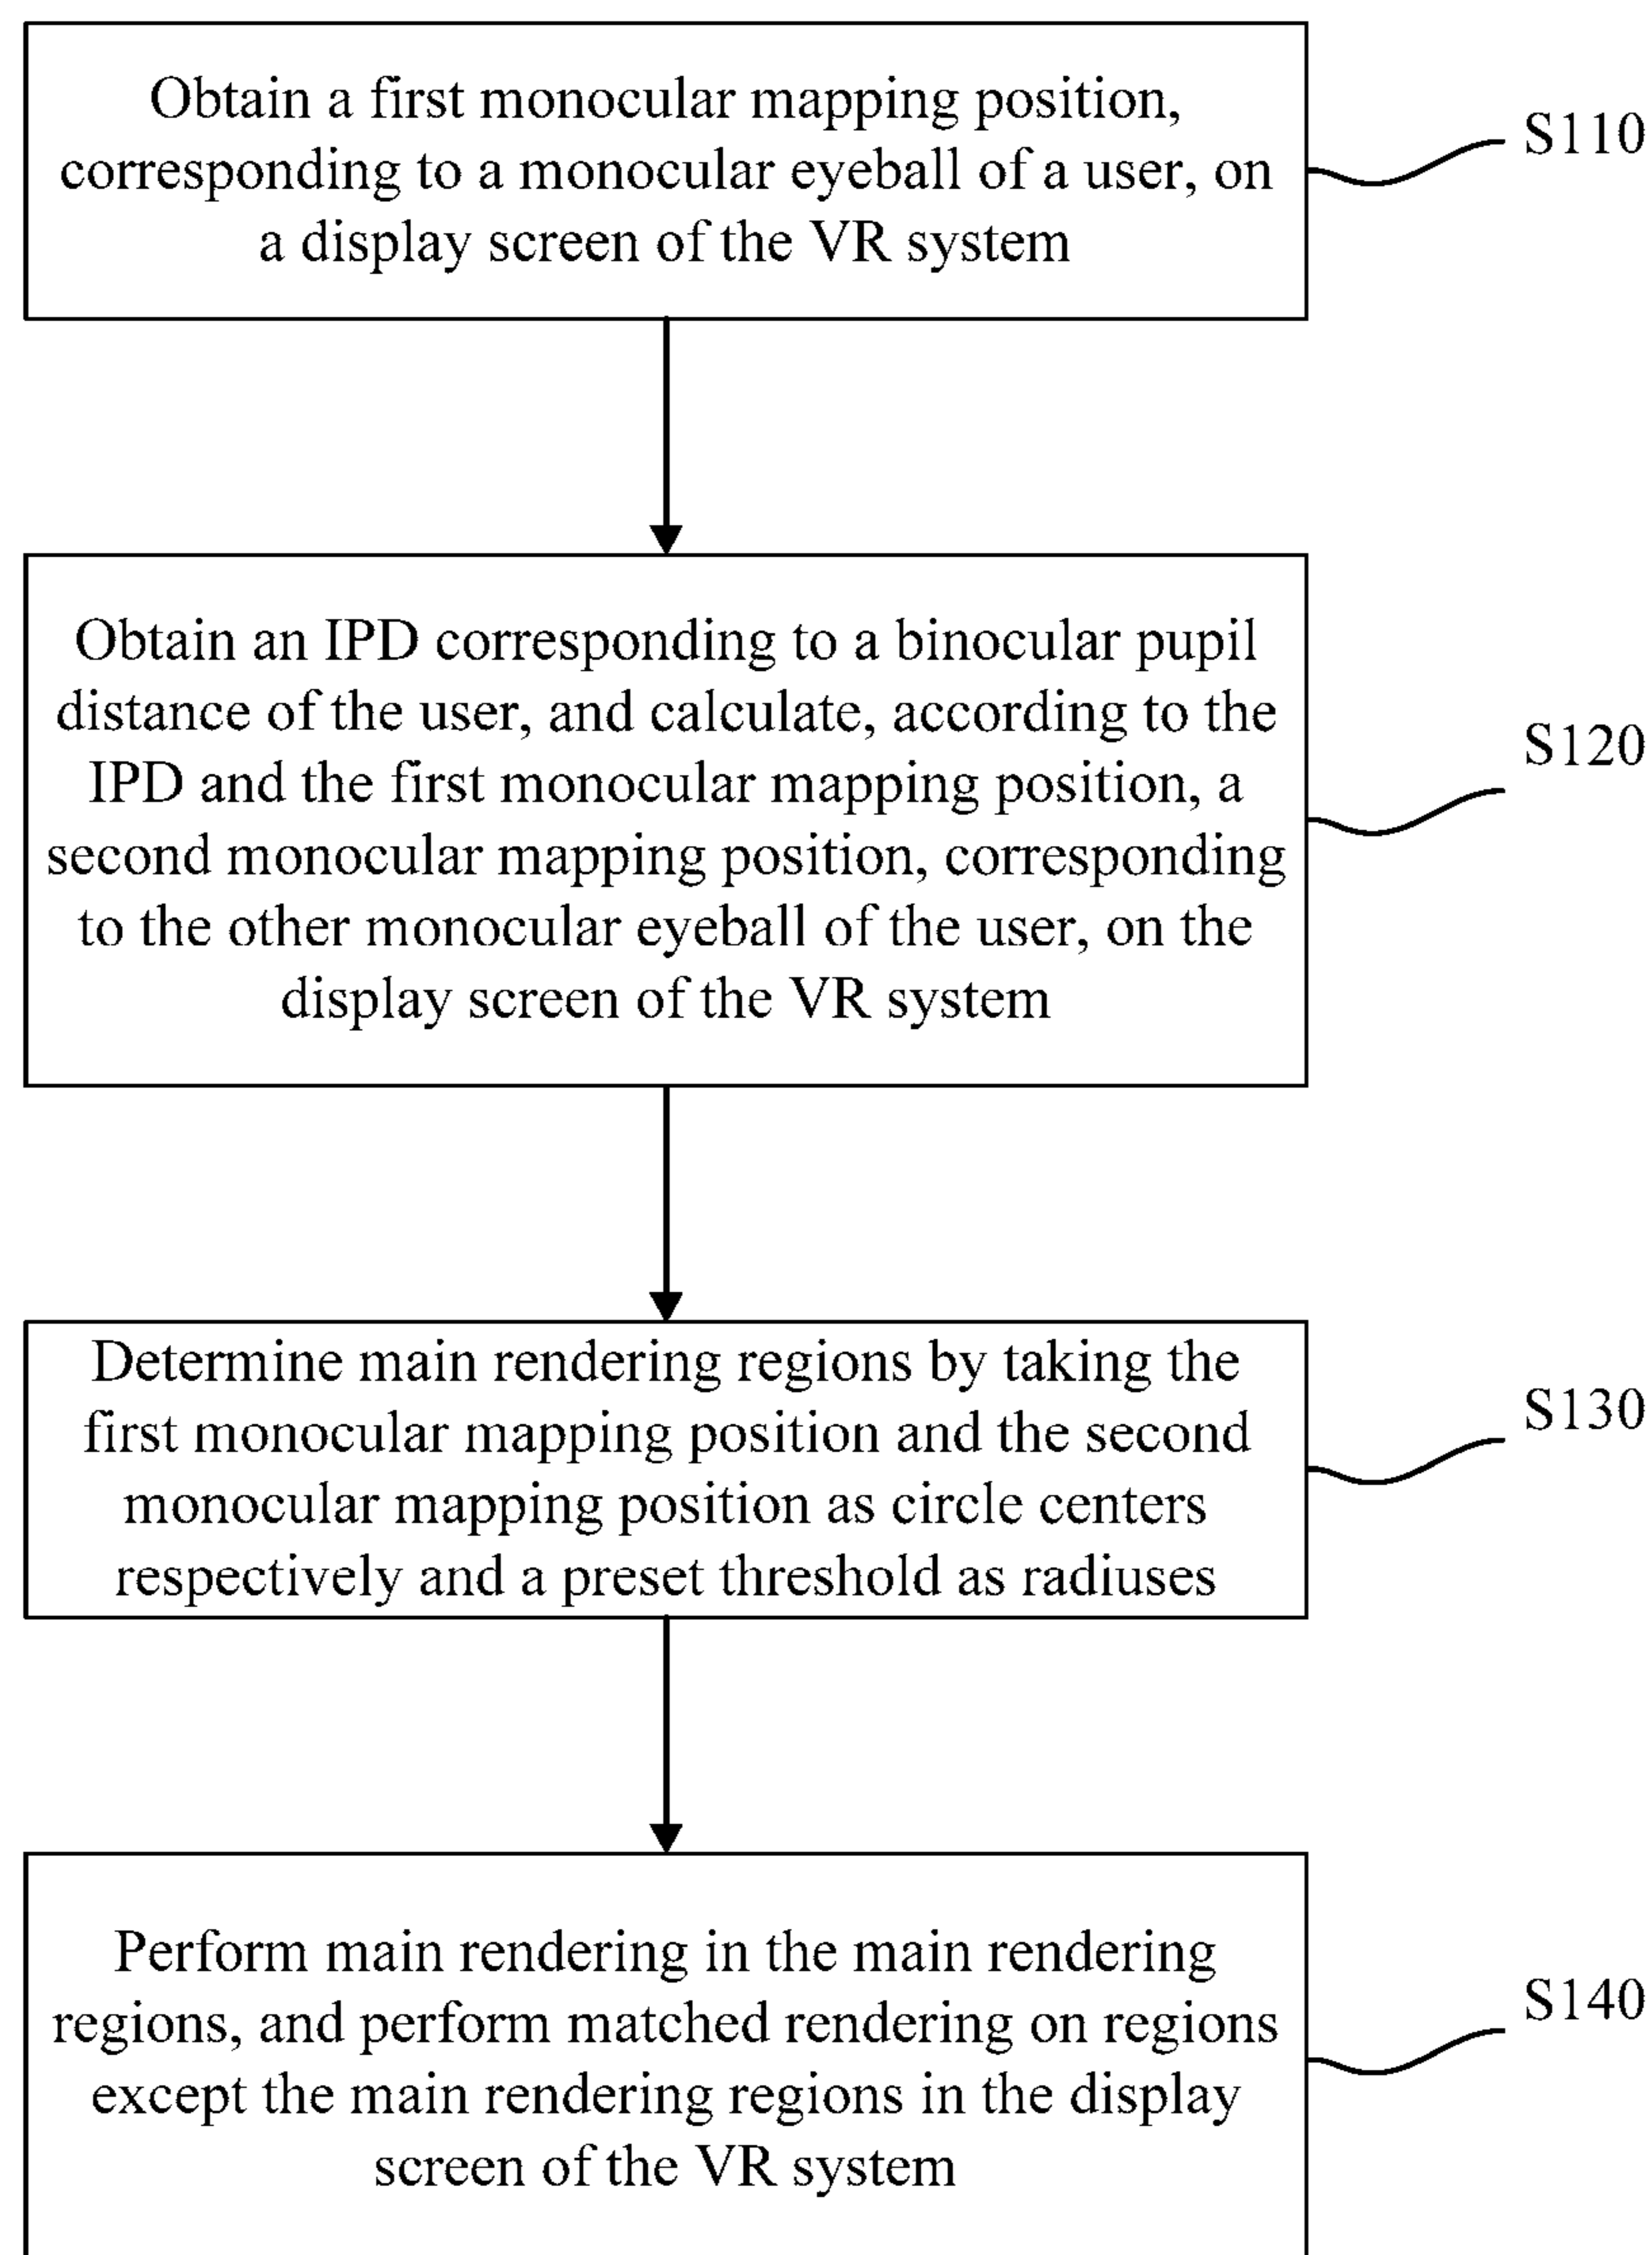 Obtain a first monocular mapping position,
corresponding to a monocular eyeball of a user, on
a display screen of the VR system
S110
Obtain an IPD corresponding to a binocular pupil
distance of the user, and calculate, according to the
IPD and the first monocular mapping position, a
second monocular mapping position, corresponding
to the other monocular eyeball of the user, on the
display screen of the VR system
S120
Determine main rendering regions by taking the
first monocular mapping position and the second
monocular mapping position as circle centers
respectively and a preset threshold as radiuses
S130
Perform main rendering in the main rendering
regions, and perform matched rendering on regions
except the main rendering regions in the display
screen of the VR system
S140